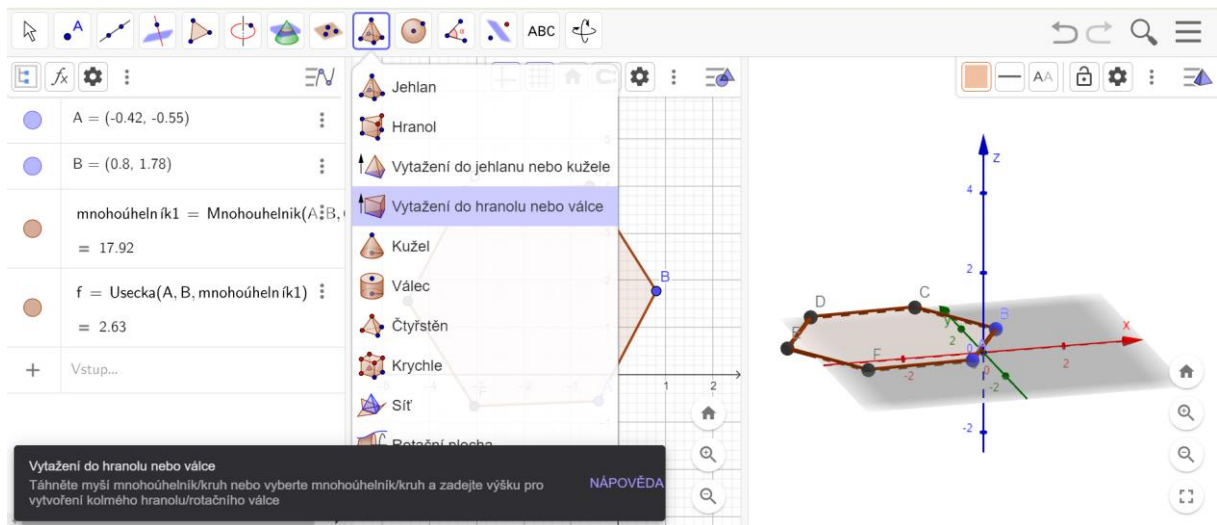 A
ABC
AA
A = (-0.42, -0.55)
B = (0.8, 1.78)
mnohoúhelník1 = Mnohouhelnik(A, B,
= 17.92
f = Usecka(A, B, mnohoúhelník1)
= 2.63
+ Vstup...
Jehlan
Hranol
Vytažení do jehlanu nebo kužele
Vytažení do hranolu nebo válce
Kužel
Válec
Čtyřstěn
Krychle
Síť
Rotační plocha
B
1
2
z
4
2
D
C
B
E
F
y
2
0
0
-2
-2
2
x
-2
Vytažení do hranolu nebo válce
Táhněte myší mnohoúhelník/kruh nebo vyberte mnohoúhelník/kruh a zadejte výšku pro
vytvoření kolmého hranolu/rotačního válce
NÁPOVĚDA